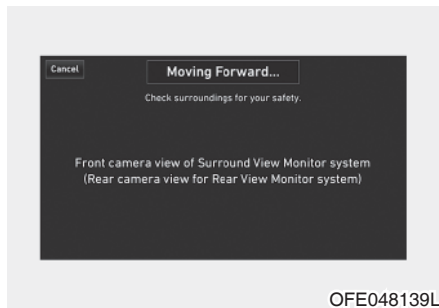 Cancel
Moving Forward...
Check surroundings for your safety.
Front camera view of Surround View Monitor system
(Rear camera view for Rear View Monitor system)
OFE048139L